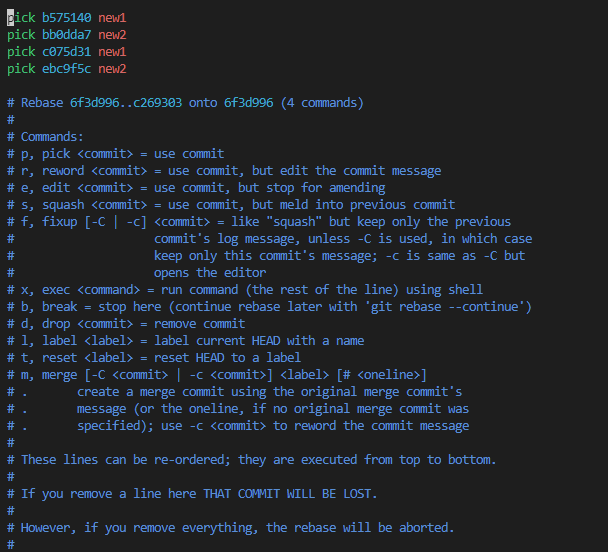 pick b575140 new1
pick bb0dda7 new2
pick c075d31 new1
pick ebc9f5c new2
# Rebase 6f3d996..c269303 onto 6f3d996 (4 commands)
#
# Commands:
# p, pick <commit> = use commit
# r, reword <commit> = use commit, but edit the commit message
# e, edit <commit> = use commit, but stop for amending
# s, squash <commit> = use commit, but meld into previous commit
# f, fixup [-C | -c] <commit> = like "squash" but keep only the previous
#                    commit's log message, unless -C is used, in which case
#                    keep only this commit's message; -c is same as -C but
#                    opens the editor
# x, exec <command> = run command (the rest of the line) using shell
# b, break = stop here (continue rebase later with 'git rebase --continue')
# d, drop <commit> = remove commit
# l, label <label> = label current HEAD with a name
# t, reset <label> = reset HEAD to a label
# m, merge [-C <commit> | -c <commit>] <label> [# <oneline>]
# .       create a merge commit using the original merge commit's
# .       message (or the oneline, if no original merge commit was
# .       specified); use -c <commit> to reword the commit message
#
# These lines can be re-ordered; they are executed from top to bottom.
#
# If you remove a line here THAT COMMIT WILL BE LOST.
#
# However, if you remove everything, the rebase will be aborted.
#